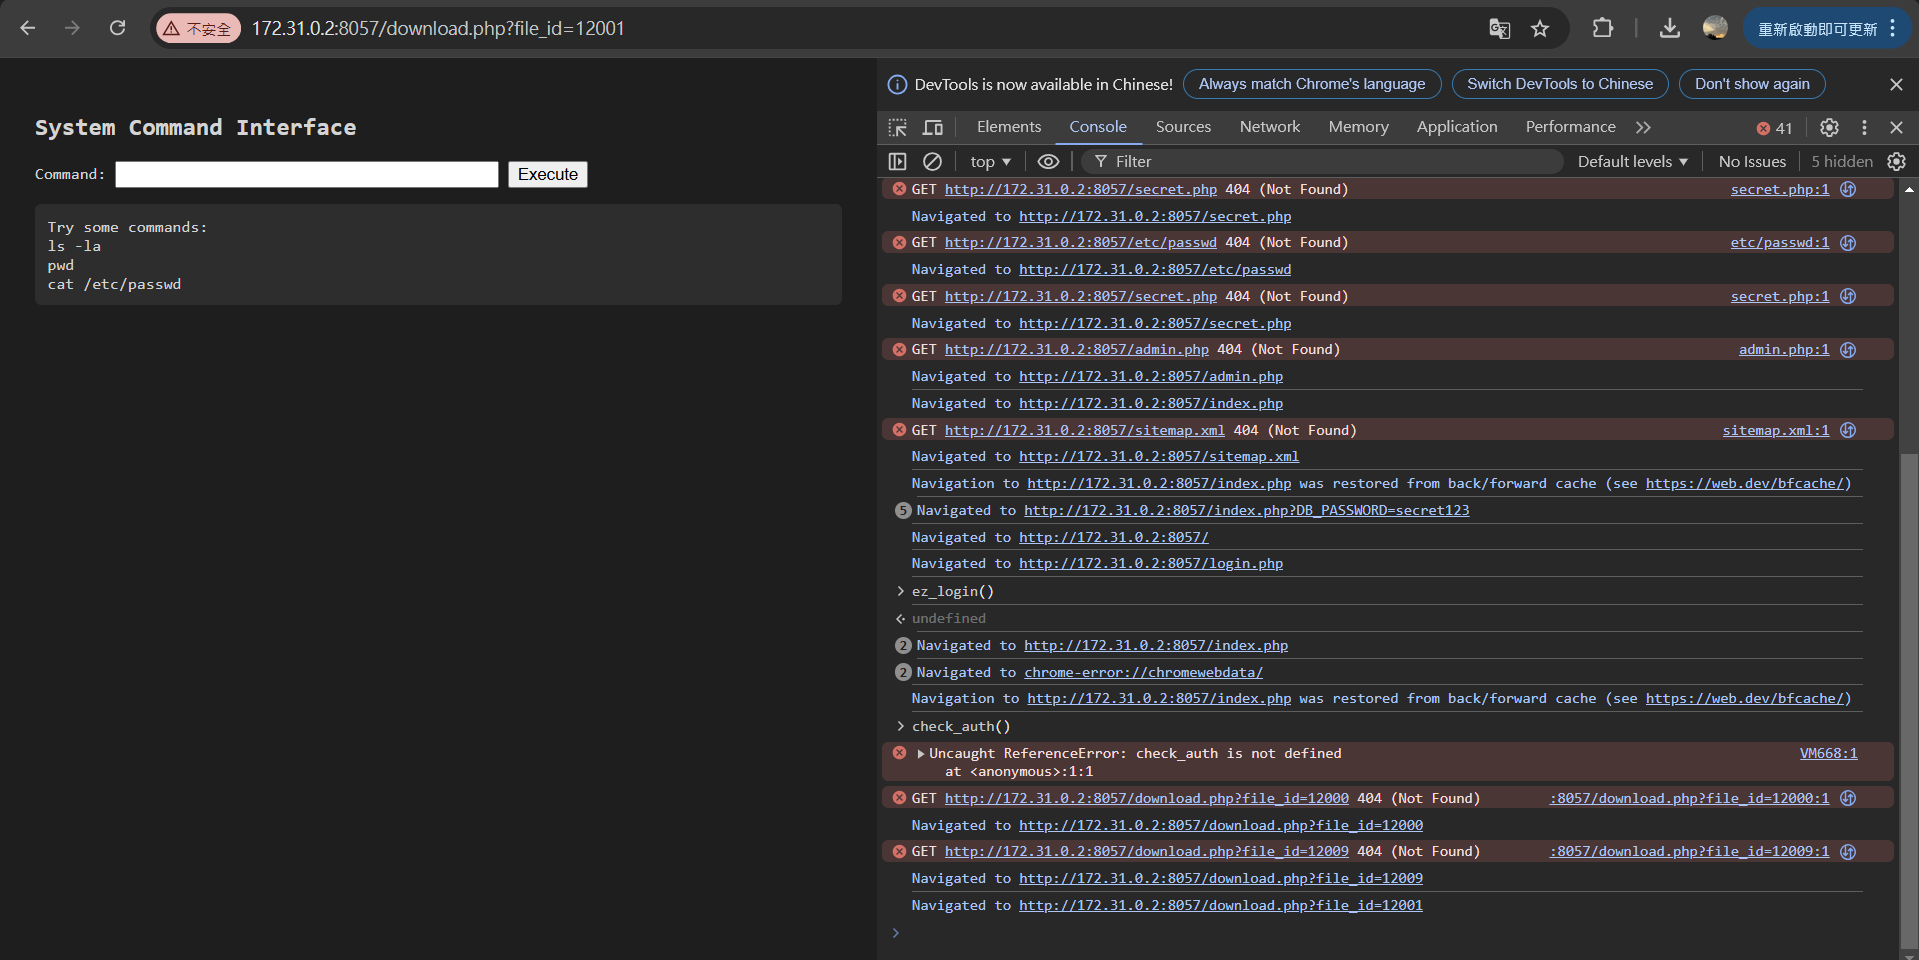 不安全 172.31.0.2:8057/download.php?file_id=12001 重新啟動即可更新
System Command Interface
Command: Execute
Try some commands:
ls -la
pwd
cat /etc/passwd
DevTools is now available in Chinese! Always match Chrome's language Switch DevTools to Chinese Don't show again
Elements Console Sources Network Memory Application Performance 41
top Filter Default levels No Issues 5 hidden
GET http://172.31.0.2:8057/secret.php 404 (Not Found) secret.php:1
Navigated to http://172.31.0.2:8057/secret.php
GET http://172.31.0.2:8057/etc/passwd 404 (Not Found) etc/passwd:1
Navigated to http://172.31.0.2:8057/etc/passwd
GET http://172.31.0.2:8057/secret.php 404 (Not Found) secret.php:1
Navigated to http://172.31.0.2:8057/secret.php
GET http://172.31.0.2:8057/admin.php 404 (Not Found) admin.php:1
Navigated to http://172.31.0.2:8057/admin.php
Navigated to http://172.31.0.2:8057/index.php
GET http://172.31.0.2:8057/sitemap.xml 404 (Not Found) sitemap.xml:1
Navigated to http://172.31.0.2:8057/sitemap.xml
Navigation to http://172.31.0.2:8057/index.php was restored from back/forward cache (see https://web.dev/bfcache/)
5 Navigated to http://172.31.0.2:8057/index.php?DB_PASSWORD=secret123
Navigated to http://172.31.0.2:8057/
Navigated to http://172.31.0.2:8057/login.php
> ez_login()
undefined
2 Navigated to http://172.31.0.2:8057/index.php
2 Navigated to chrome-error://chromewebdata/
Navigation to http://172.31.0.2:8057/index.php was restored from back/forward cache (see https://web.dev/bfcache/)
> check_auth()
Uncaught ReferenceError: check_auth is not defined VM668:1
at <anonymous>:1:1
GET http://172.31.0.2:8057/download.php?file_id=12000 404 (Not Found) :8057/download.php?file_id=12000:1
Navigated to http://172.31.0.2:8057/download.php?file_id=12000
GET http://172.31.0.2:8057/download.php?file_id=12009 404 (Not Found) :8057/download.php?file_id=12009:1
Navigated to http://172.31.0.2:8057/download.php?file_id=12009
Navigated to http://172.31.0.2:8057/download.php?file_id=12001
>